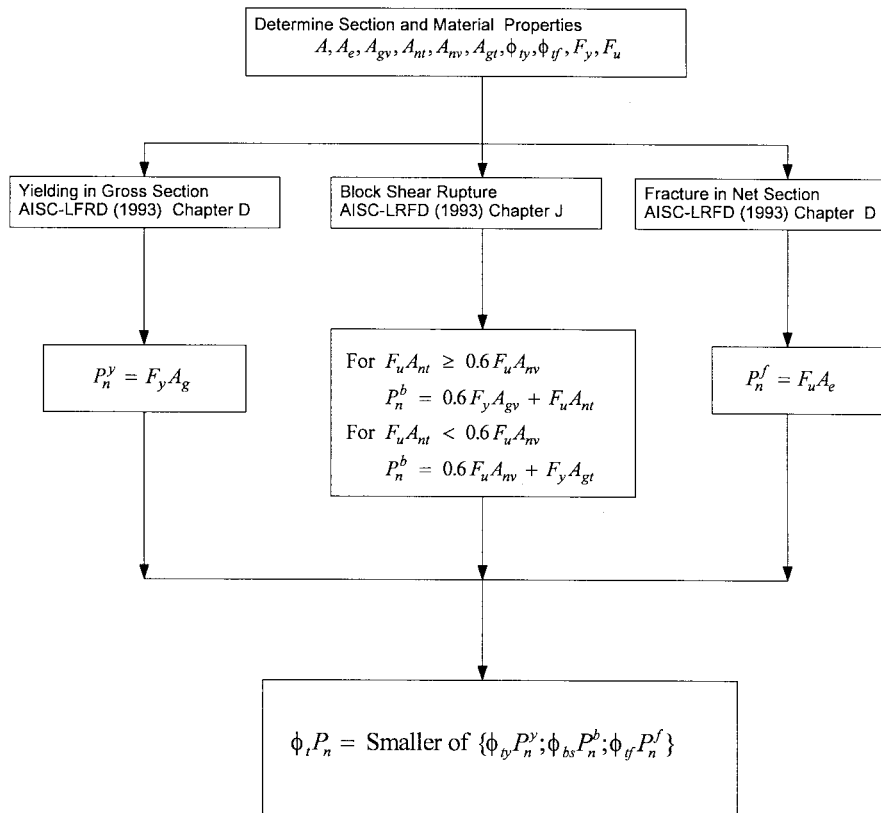 Determine Section and Material Properties
A, A_e, A_gv, A_nt, A_nv, A_gt, ϕ_ty, ϕ_tf, F_y, F_u
Yielding in Gross Section
AISC-LFRD (1993) Chapter D
Block Shear Rupture
AISC-LRFD (1993) Chapter J
Fracture in Net Section
AISC-LRFD (1993) Chapter D
P_n^y = F_y A_g
For F_u A_nt ≥ 0.6 F_u A_nv
P_n^b = 0.6 F_y A_gv + F_u A_nt
For F_u A_nt < 0.6 F_u A_nv
P_n^b = 0.6 F_u A_nv + F_y A_gt
P_n^f = F_u A_e
ϕ_t P_n = Smaller of {ϕ_ty P_n^y; ϕ_bs P_n^b; ϕ_tf P_n^f}